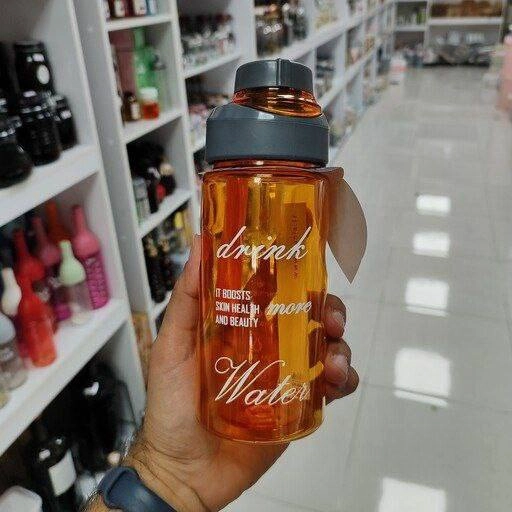 drink
IT BOOSTS
SKIN HEALTH
AND BEAUTY
more
Water